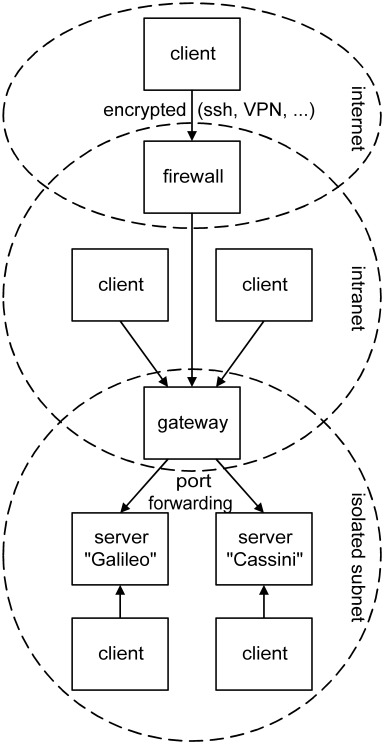 client
encrypted (ssh, VPN, ...)
internet
firewall
client
client
intranet
gateway
port
forwarding
isolated subnet
server
"Galileo"
server
"Cassini"
client
client